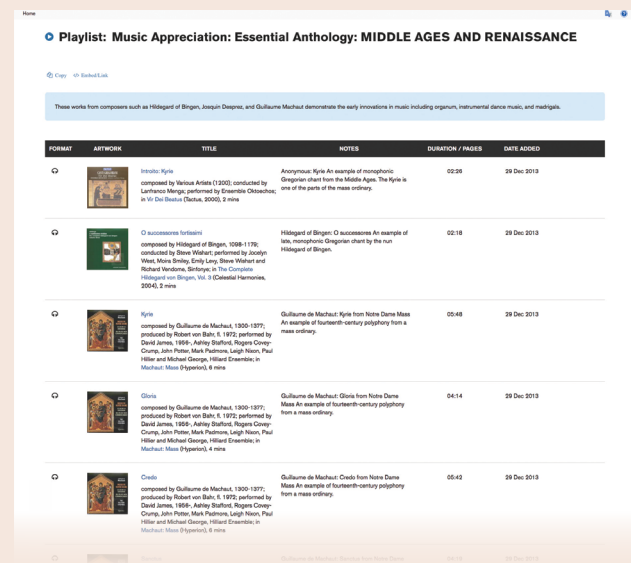 Home
Playlist: Music Appreciation: Essential Anthology: MIDDLE AGES AND RENAISSANCE
Copy </> Embed/Link
These works from composers such as Hildegard of Bingen, Josquin Desprez, and Guillaume Machaut demonstrate the early innovations in music including organum, instrumental dance music, and madrigals.
FORMAT ARTWORK TITLE NOTES DURATION / PAGES DATE ADDED
Introito: Kyrie
composed by Various Artists (1200); conducted by
Lanfranco Menga; performed by Ensemble Oktoechos;
in Vir Dei Beatus (Tactus, 2000), 2 mins
Anonymous: Kyrie An example of monophonic
Gregorian chant from the Middle Ages. The Kyrie is
one of the parts of the mass ordinary.
02:26
29 Dec 2013
O successores fortissimi
composed by Hildegard of Bingen, 1098-1179;
conducted by Steve Wishart; performed by Jocelyn
West, Moira Smiley, Emily Levy, Steve Wishart and
Richard Vendome, Sinfonye; in The Complete
Hildegard von Bingen, Vol. 3 (Celestial Harmonies,
2004), 2 mins
Hildegard of Bingen: O successores An example of
late, monophonic Gregorian chant by the nun
Hildegard of Bingen.
02:18
29 Dec 2013
Kyrie
composed by Guillaume de Machaut, 1300-1377;
produced by Robert von Bahr, fl. 1972; performed by
David James, 1956-, Ashley Stafford, Rogers Covey-
Crump, John Potter, Mark Padmore, Leigh Nixon, Paul
Hillier and Michael George, Hilliard Ensemble; in
Machaut: Mass (Hyperion), 6 mins
Guillaume de Machaut: Kyrie from Notre Dame Mass
An example of fourteenth-century polyphony from a
mass ordinary.
05:48
29 Dec 2013
Gloria
composed by Guillaume de Machaut, 1300-1377;
produced by Robert von Bahr, fl. 1972; performed by
David James, 1956-, Ashley Stafford, Rogers Covey-
Crump, John Potter, Mark Padmore, Leigh Nixon, Paul
Hillier and Michael George, Hilliard Ensemble; in
Machaut: Mass (Hyperion), 4 mins
Guillaume de Machaut: Gloria from Notre Dame
Mass An example of fourteenth-century polyphony
from a mass ordinary.
04:14
29 Dec 2013
Credo
composed by Guillaume de Machaut, 1300-1377;
produced by Robert von Bahr, fl. 1972; performed by
David James, 1956-, Ashley Stafford, Rogers Covey-
Crump, John Potter, Mark Padmore, Leigh Nixon, Paul
Hillier and Michael George, Hilliard Ensemble; in
Machaut: Mass (Hyperion), 6 mins
Guillaume de Machaut: Credo from Notre Dame
Mass An example of fourteenth-century polyphony
from a mass ordinary.
05:42
29 Dec 2013